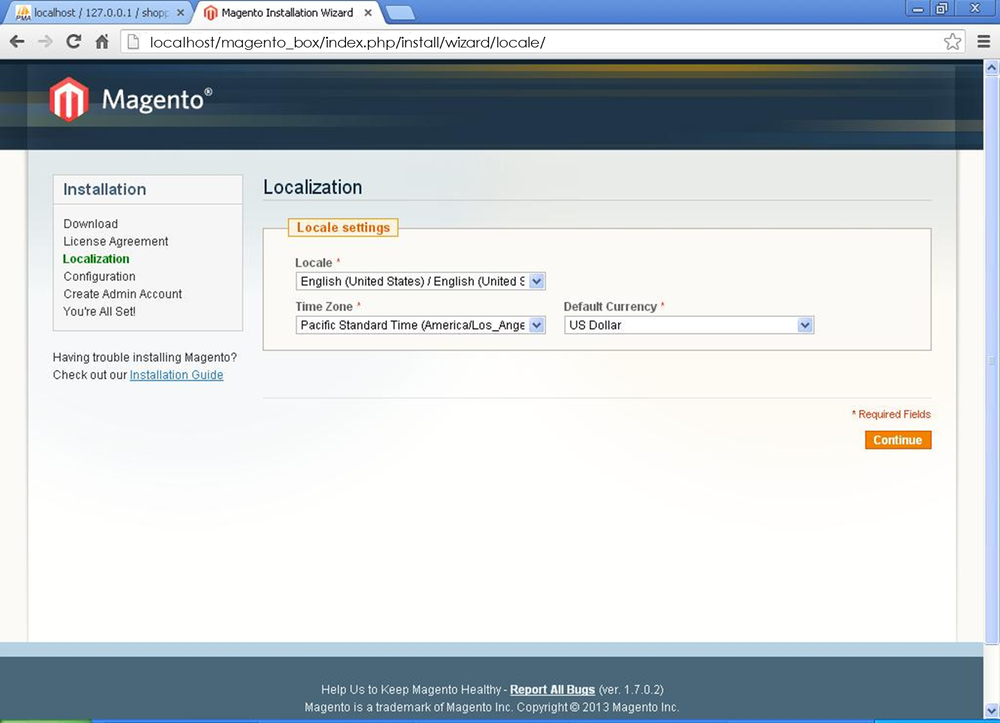 localhost / 127.0.0.1 / shopp
Magento Installation Wizard
localhost/magento_box/index.php/install/wizard/locale/
Magento®
Installation
Download
License Agreement
Localization
Configuration
Create Admin Account
You're All Set!
Having trouble installing Magento?
Check out our Installation Guide
Localization
Locale settings
Locale *
English (United States) / English (United S
Time Zone *
Pacific Standard Time (America/Los_Ange
Default Currency *
US Dollar
* Required Fields
Continue
Help Us to Keep Magento Healthy - Report All Bugs (ver. 1.7.0.2)
Magento is a trademark of Magento Inc. Copyright © 2013 Magento Inc.